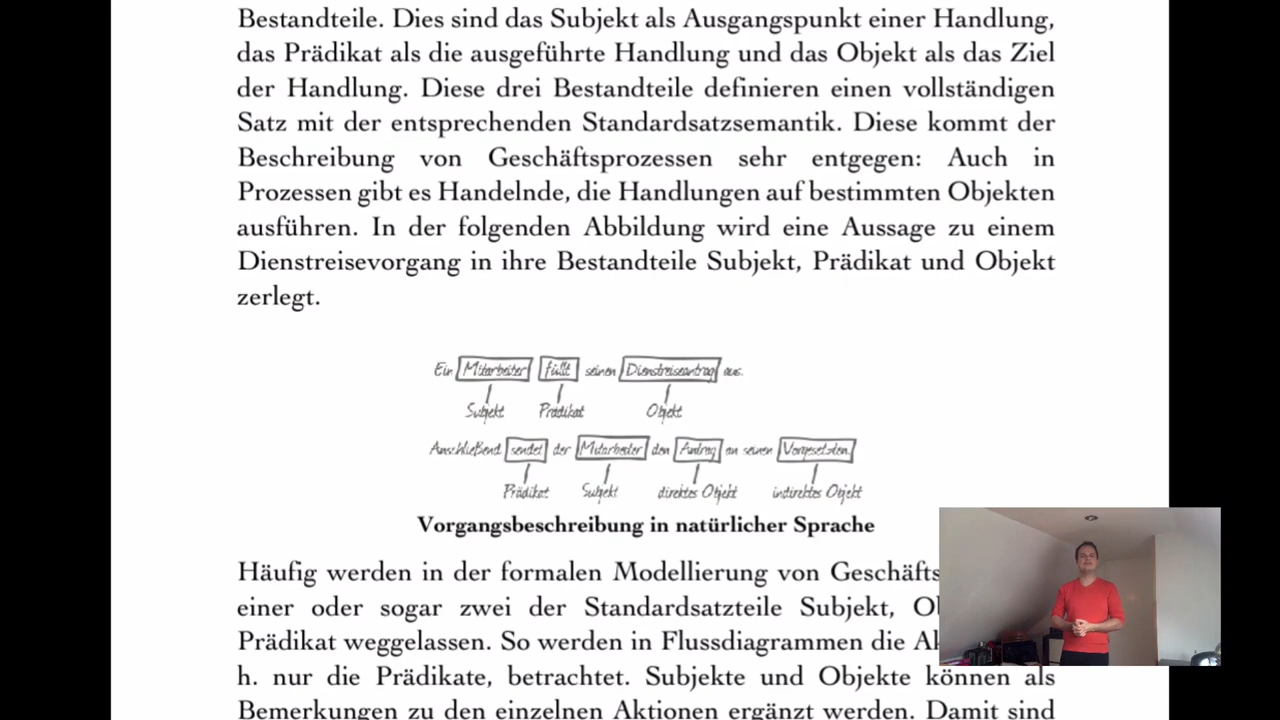 Bestandteile. Dies sind das Subjekt als Ausgangspunkt einer Handlung,
das Prädikat als die ausgeführte Handlung und das Objekt als das Ziel
der Handlung. Diese drei Bestandteile definieren einen vollständigen
Satz mit der entsprechenden Standardsatzsemantik. Diese kommt der
Beschreibung von Geschäftsprozessen sehr entgegen: Auch in
Prozessen gibt es Handelnde, die Handlungen auf bestimmten Objekten
ausführen. In der folgenden Abbildung wird eine Aussage zu einem
Dienstreisevorgang in ihre Bestandteile Subjekt, Prädikat und Objekt
zerlegt.
Ein Mitarbeiter füllt seinen Dienstreiseantrag aus.
Subjekt Prädikat Objekt
Anschließend sendet der Mitarbeiter den Antrag an seinen Vorgesetzten.
Prädikat Subjekt direktes Objekt indirektes Objekt
Vorgangsbeschreibung in natürlicher Sprache
Häufig werden in der formalen Modellierung von
einer oder sogar zwei der Standardsatzteile Subjekt,
Prädikat weggelassen. So werden in Flussdiagrammen die
h. nur die Prädikate, betrachtet. Subjekte und Objekte können als
Bemerkungen zu den einzelnen Aktionen ergänzt werden. Damit sind